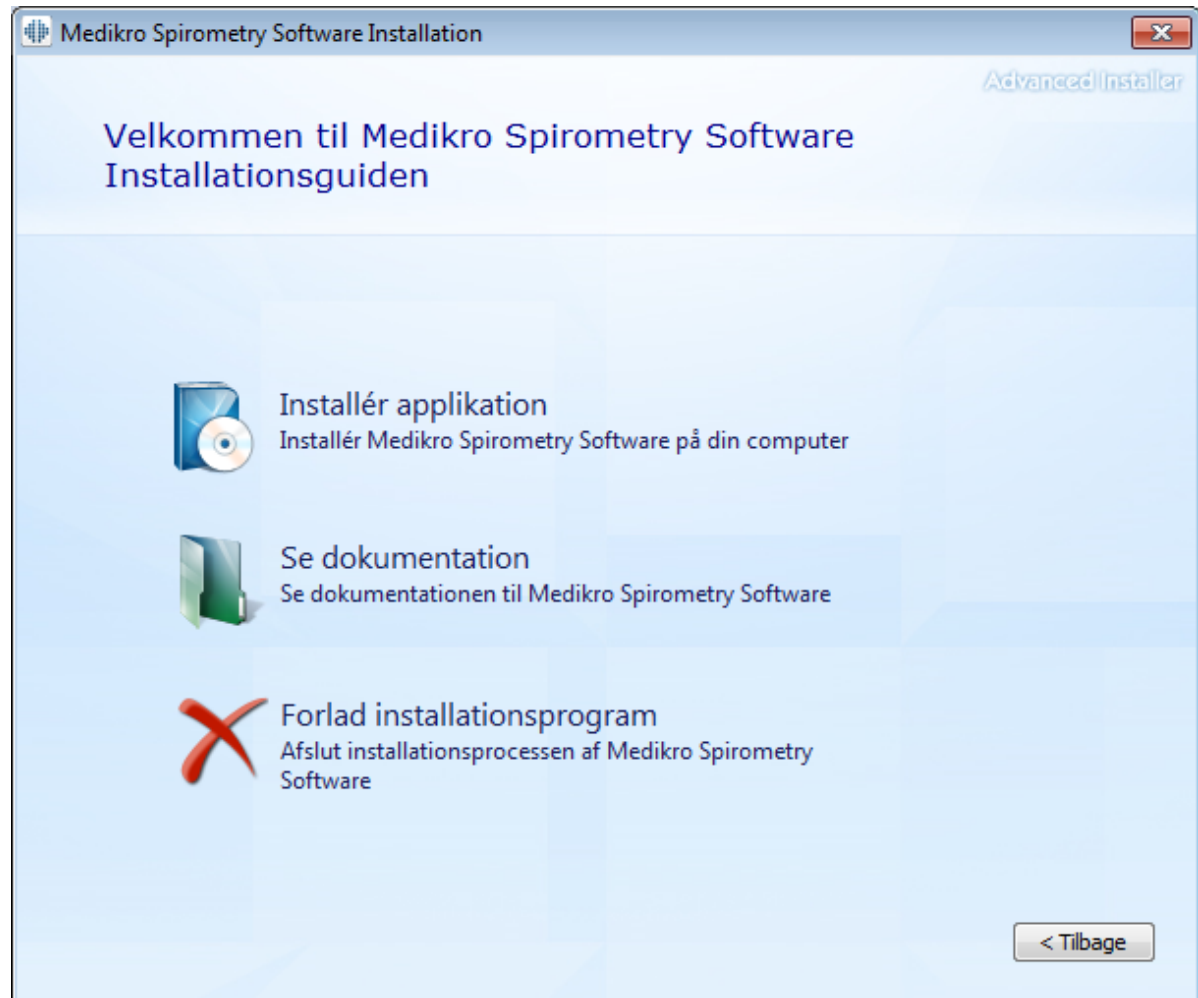 Medikro Spirometry Software Installation
Advanced Installer
Velkommen til Medikro Spirometry Software
Installationsguiden
Installér applikation
Installér Medikro Spirometry Software på din computer
Se dokumentation
Se dokumentationen til Medikro Spirometry Software
Forlad installationsprogram
Afslut installationsprocessen af Medikro Spirometry
Software
< Tilbage